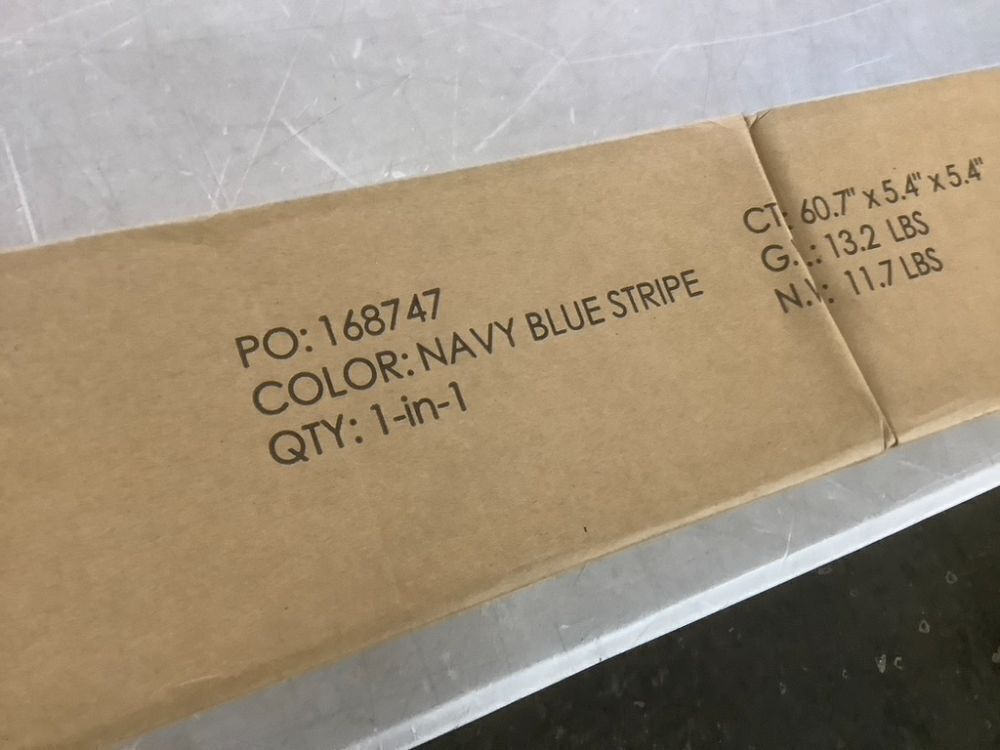 PO: 168747
COLOR: NAVY BLUE STRIPE
QTY: 1-in-1
CT: 60.7" x 5.4" x 5.4"
13.2 LBS
11.7 LBS